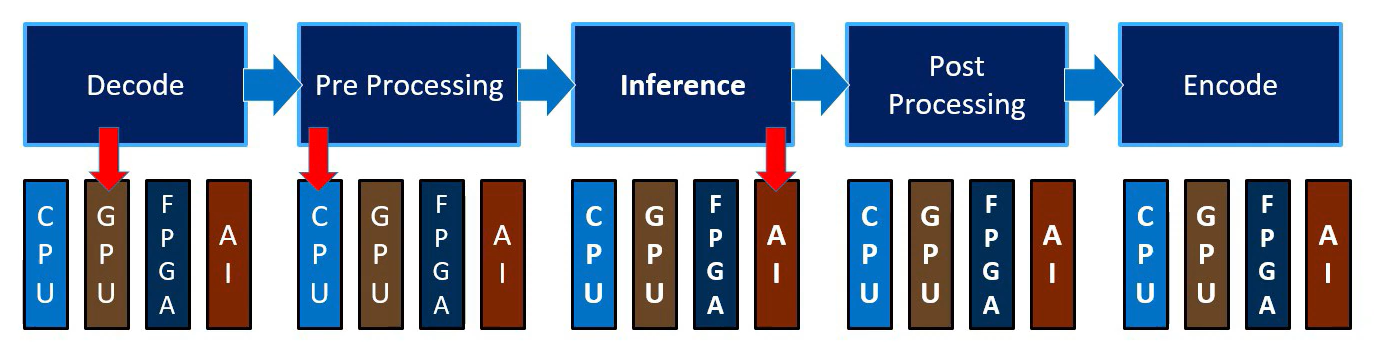 Decode
Pre Processing
Inference
Post
Processing
Encode
CPU
GPU
FPGA
AI
CPU
GPU
FPGA
AI
CPU
GPU
FPGA
AI
CPU
GPU
FPGA
AI
CPU
GPU
FPGA
AI